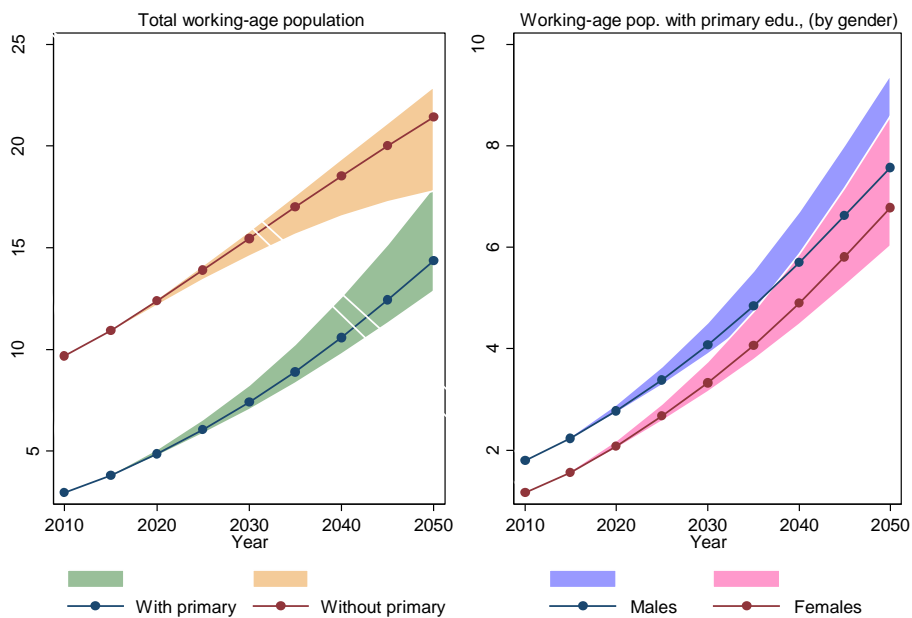 Total working-age population
25
20
15
10
5
2010 2020 2030 2040 2050
Year
With primary Without primary
Working-age pop. with primary edu., (by gender)
10
8
6
4
2
2010 2020 2030 2040 2050
Year
Males Females